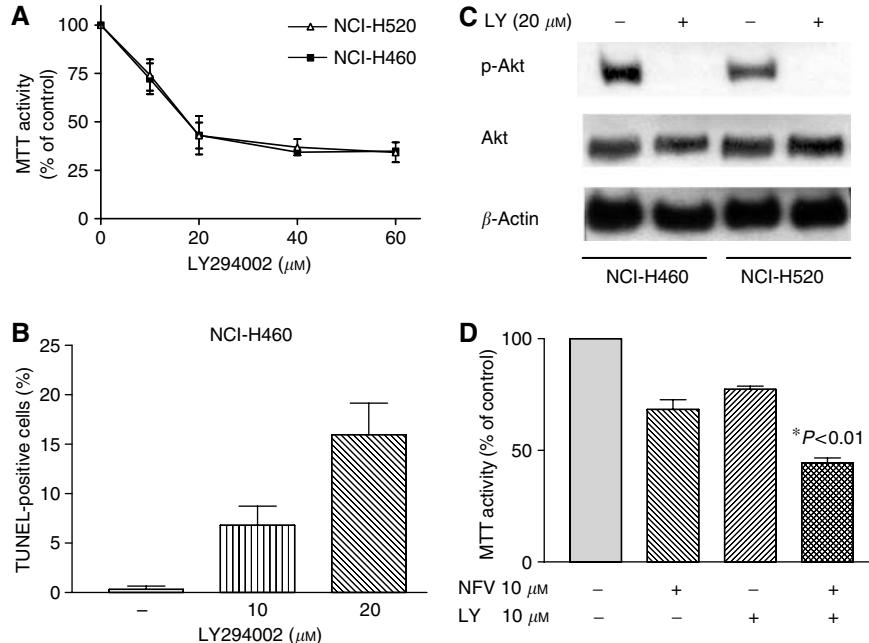 A
NCI-H520
NCI-H460
100
75
50
25
0
MTT activity
(% of control)
0 20 40 60
LY294002 (μM)
B
NCI-H460
25
20
15
10
5
0
TUNEL-positive cells (%)
– 10 20
LY294002 (μM)
C LY (20 μM) – + – +
p-Akt
Akt
β-Actin
NCI-H460 NCI-H520
D
100
50
0
MTT activity (% of control)
*P<0.01
NFV 10 μM – + – +
LY 10 μM – – + +